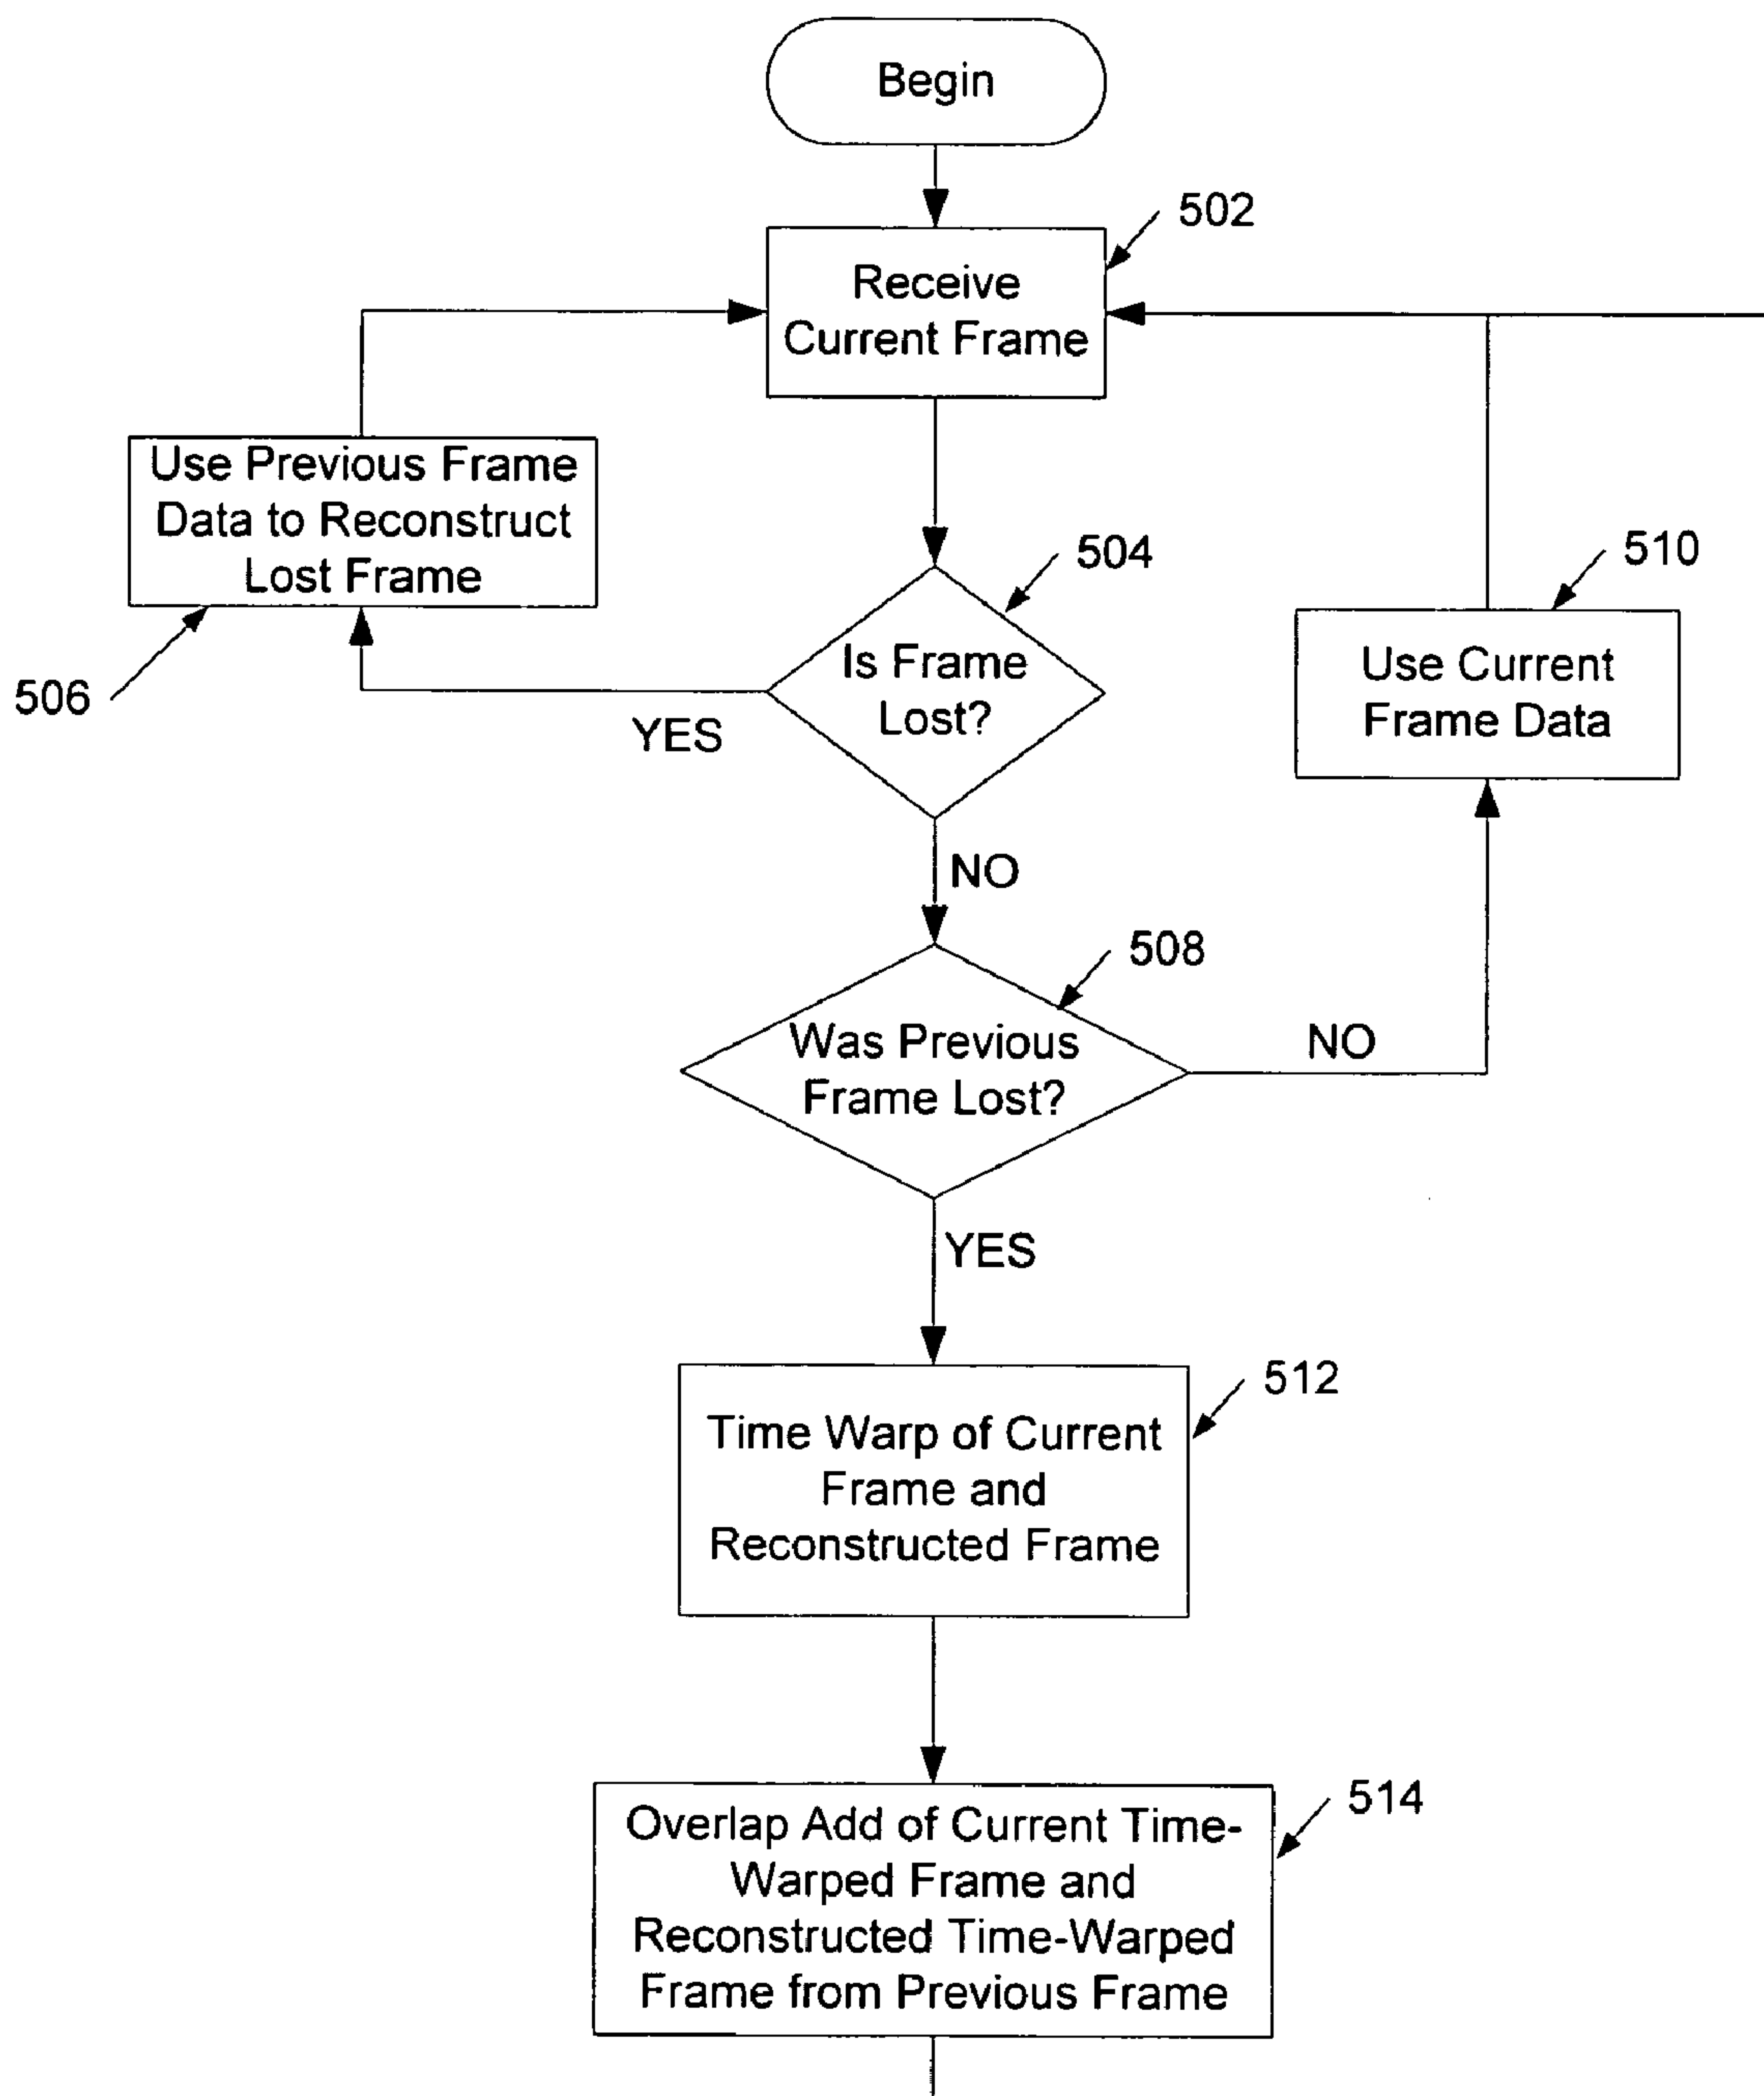 Begin
502
Receive
Current Frame
Use Previous Frame
Data to Reconstruct
Lost Frame
506
504
Is Frame
Lost?
YES
510
Use Current
Frame Data
NO
508
Was Previous
Frame Lost?
NO
YES
512
Time Warp of Current
Frame and
Reconstructed Frame
514
Overlap Add of Current Time-
Warped Frame and
Reconstructed Time-Warped
Frame from Previous Frame